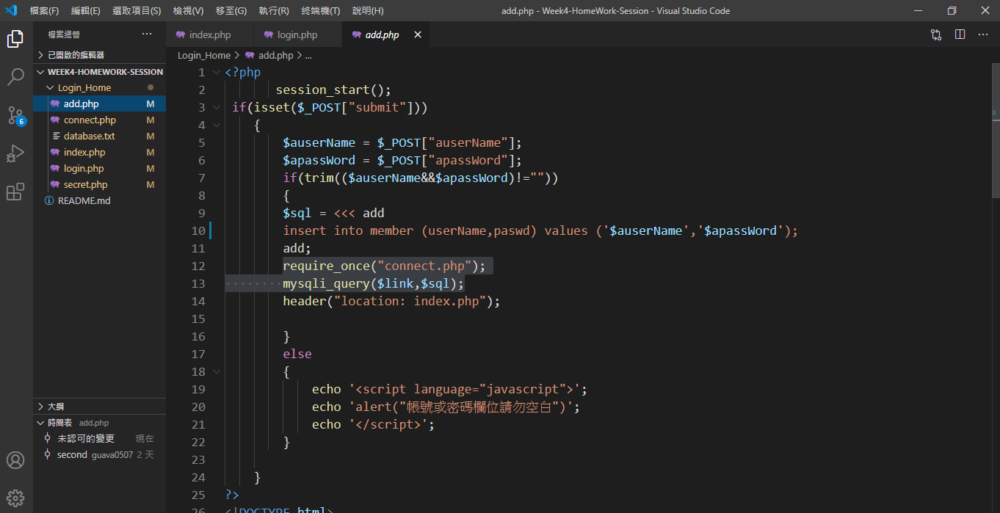 檔案(F) 編輯(E) 選取項目(S) 檢視(V) 移至(G) 執行(R) 終端機(T) 說明(H) add.php - Week4-HomeWork-Session - Visual Studio Code
檔案總管 ...
index.php login.php add.php
已開啟的編輯器
WEEK4-HOMEWORK-SESSION
Login_Home
add.php M
connect.php M
database.txt M
index.php M
login.php M
secret.php M
README.md
6
大綱
時間表 add.php
未認可的變更 現在
second guava0507 2 天
Login_Home > add.php > ...
1 <?php
2 session_start();
3 if(isset($_POST["submit"]))
4 {
5 $auserName = $_POST["auserName"];
6 $apassWord = $_POST["apassWord"];
7 if(trim(($auserName&&$apassWord)!=""))
8 {
9 $sql = <<< add
10 insert into member (userName,paswd) values ('$auserName','$apassWord');
11 add;
12 require_once("connect.php");
13 mysqli_query($link,$sql);
14 header("location: index.php");
15
16 }
17 else
18 {
19 echo '<script language="javascript">';
20 echo 'alert("帳號或密碼欄位請勿空白")';
21 echo '</script>';
22 }
23
24 }
25 ?>
26 <!DOCTYPE html>